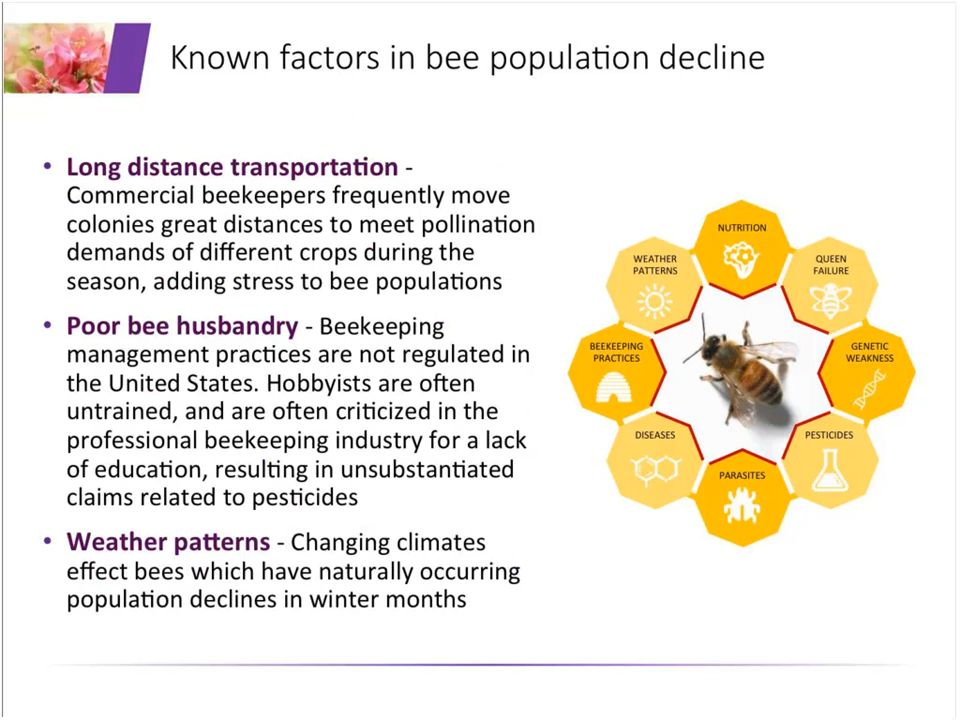 Known factors in bee population decline
• Long distance transportation -
Commercial beekeepers frequently move
colonies great distances to meet pollination
demands of different crops during the
season, adding stress to bee populations
• Poor bee husbandry - Beekeeping
management practices are not regulated in
the United States. Hobbyists are often
untrained, and are often criticized in the
professional beekeeping industry for a lack
of education, resulting in unsubstantiated
claims related to pesticides
• Weather patterns - Changing climates
effect bees which have naturally occurring
population declines in winter months
NUTRITION
QUEEN
FAILURE
GENETIC
WEAKNESS
PESTICIDES
PARASITES
DISEASES
BEEKEEPING
PRACTICES
WEATHER
PATTERNS